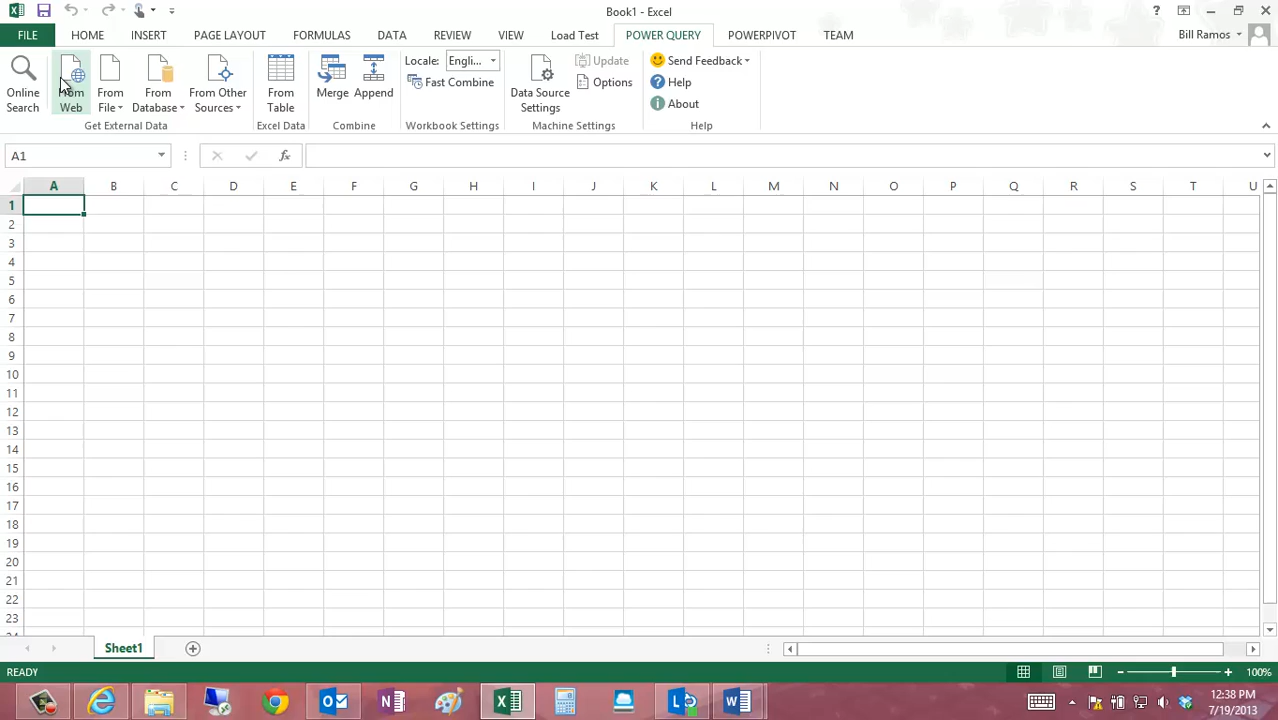 Book1 - Excel
?
FILE HOME INSERT PAGE LAYOUT FORMULAS DATA REVIEW VIEW Load Test POWER QUERY POWERPIVOT TEAM Bill Ramos
Online Search
From Web
From File
From Database
From Other Sources
From Table
Merge
Append
Locale: Engli...
Fast Combine
Data Source Settings
Update
Options
Send Feedback
Help
About
Get External Data Excel Data Combine Workbook Settings Machine Settings Help
A1 fx
A B C D E F G H I J K L M N O P Q R S T U
1
2
3
4
5
6
7
8
9
10
11
12
13
14
15
16
17
18
19
20
21
22
23
Sheet1
READY 100%
12:38 PM
7/19/2013